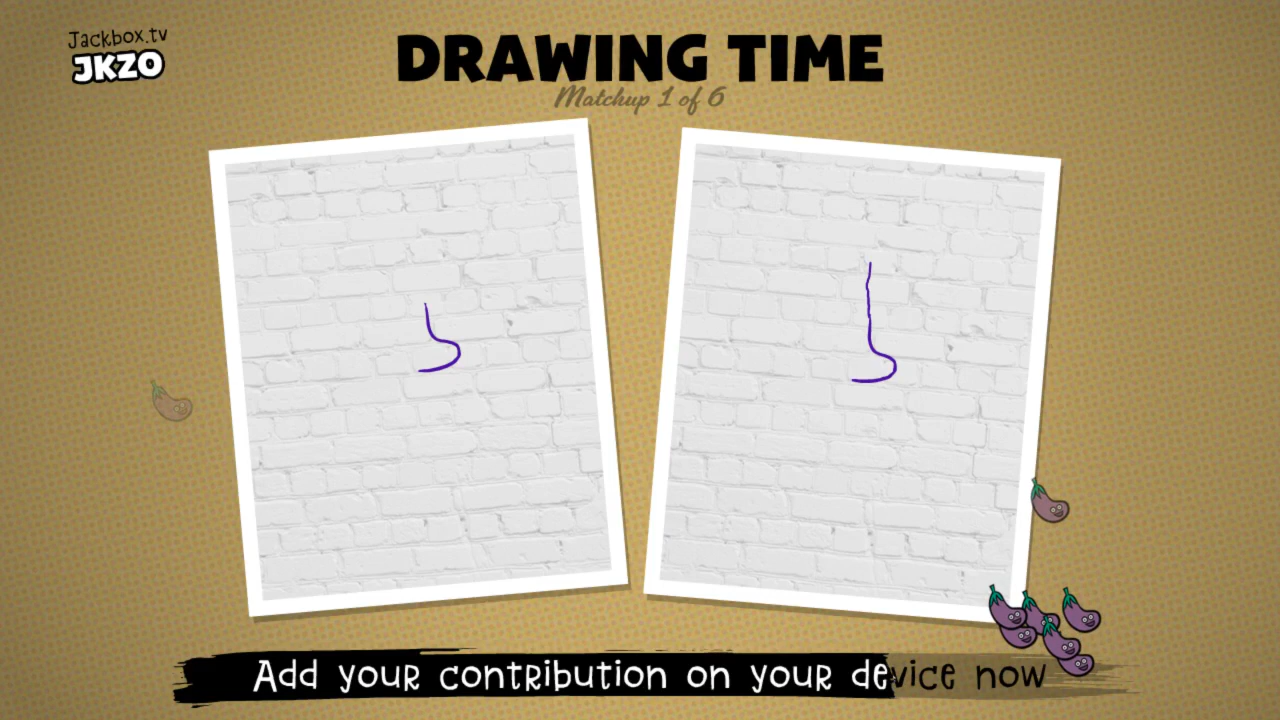 Jackbox.tv
JKZO
DRAWING TIME
Matchup 1 of 6
Add your contribution on your device now